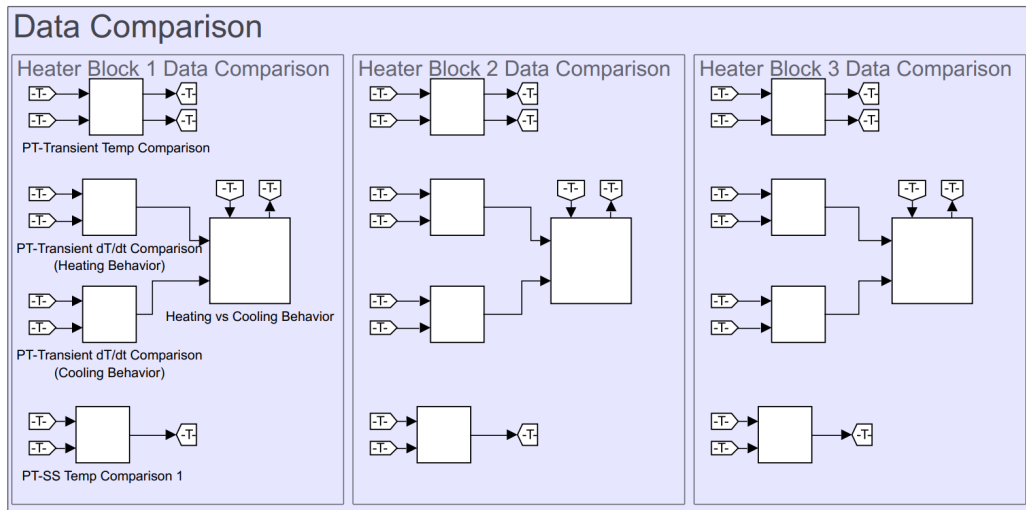 Data Comparison
Heater Block 1 Data Comparison
-T-
-T-
-T-
-T-
PT-Transient Temp Comparison
-T-
-T-
-T-
-T-
PT-Transient dT/dt Comparison
(Heating Behavior)
-T-
-T-
Heating vs Cooling Behavior
PT-Transient dT/dt Comparison
(Cooling Behavior)
-T-
-T-
-T-
PT-SS Temp Comparison 1
Heater Block 2 Data Comparison
-T-
-T-
-T-
-T-
-T-
-T-
-T-
-T-
-T-
-T-
-T-
-T-
-T-
Heater Block 3 Data Comparison
-T-
-T-
-T-
-T-
-T-
-T-
-T-
-T-
-T-
-T-
-T-
-T-
-T-